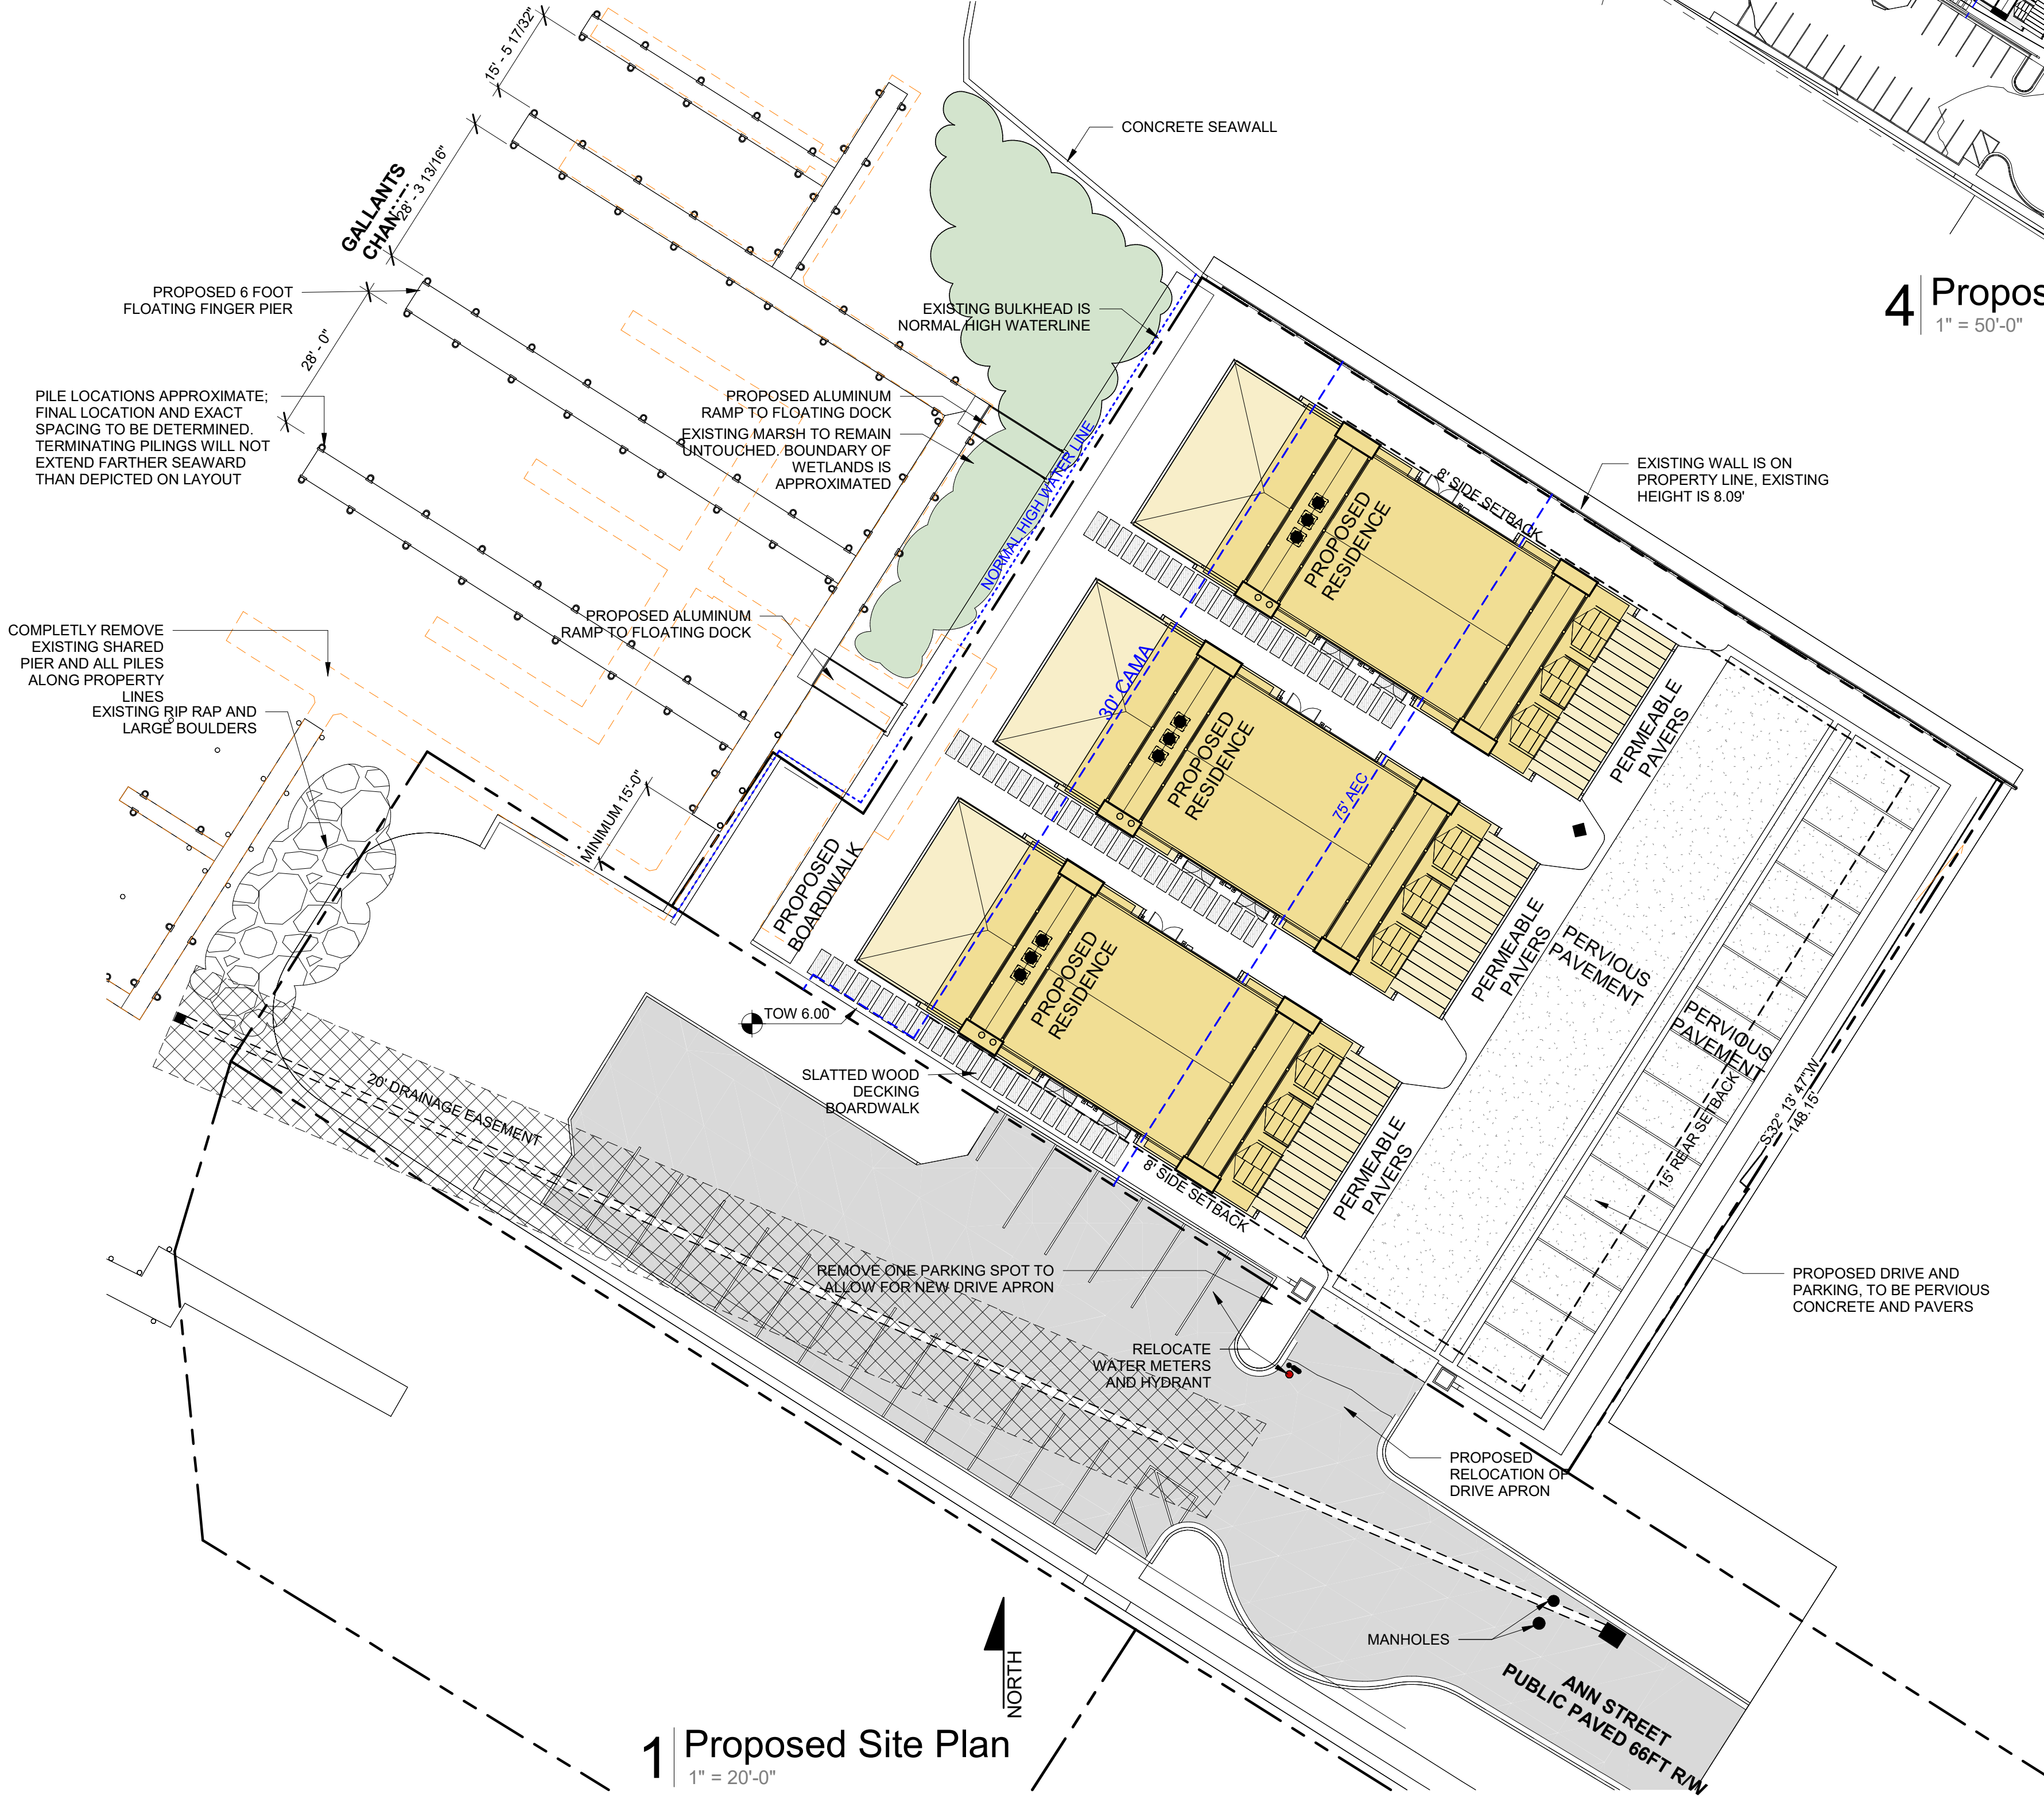 15' - 5 17/32"
CONCRETE SEAWALL
GALLANTS
28' - 3 13/16"
4
Propos
1" = 50'-0"
PROPOSED 6 FOOT
FLOATING FINGER PIER
EXISTING BULKHEAD IS
NORMAL HIGH WATERLINE
28' - 0"
PILE LOCATIONS APPROXIMATE;
FINAL LOCATION AND EXACT
SPACING TO BE DETERMINED.
TERMINATING PILINGS WILL NOT
EXTEND FARTHER SEAWARD
THAN DEPICTED ON LAYOUT
PROPOSED ALUMINUM
RAMP TO FLOATING DOCK
EXISTING MARSH TO REMAIN
UNTOUCHED. BOUNDARY OF
WETLANDS IS
APPROXIMATED
NORMAL HIGH WATER LINE
8' SIDE SETBACK
EXISTING WALL IS ON
PROPERTY LINE, EXISTING
HEIGHT IS 8.09'
PROPOSED
RESIDENCE
PROPOSED ALUMINUM
RAMP TO FLOATING DOCK
COMPLETLY REMOVE
EXISTING SHARED
PIER AND ALL PILES
ALONG PROPERTY
LINES
EXISTING RIP RAP AND
LARGE BOULDERS
30' CAMA
PROPOSED
RESIDENCE
75' AEC
PERMEABLE
PAVERS
MINIMUM 15'-0"
PROPOSED
BOARDWALK
PROPOSED
RESIDENCE
PERMEABLE
PAVERS
PERVIOUS
PAVEMENT
PERVIOUS
PAVEMENT
TOW 6.00
SLATTED WOOD
DECKING
BOARDWALK
20' DRAINAGE EASEMENT
15' REAR SETBACK
S32° 13' 47"W
148.15'
PERMEABLE
PAVERS
8' SIDE SETBACK
REMOVE ONE PARKING SPOT TO
ALLOW FOR NEW DRIVE APRON
PROPOSED DRIVE AND
PARKING, TO BE PERVIOUS
CONCRETE AND PAVERS
RELOCATE
WATER METERS
AND HYDRANT
PROPOSED
RELOCATION OF
DRIVE APRON
MANHOLES
NORTH
ANN STREET
PUBLIC PAVED 66FT R/W
1
Proposed Site Plan
1" = 20'-0"